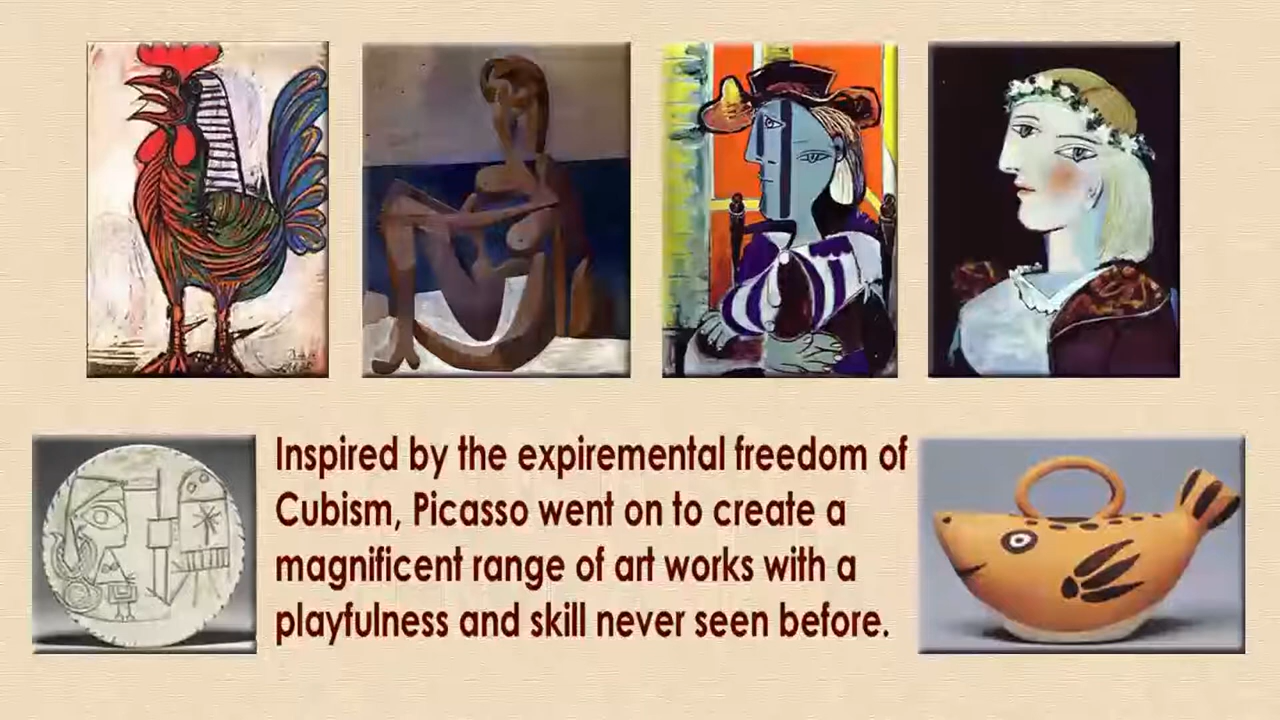 Inspired by the expiremental freedom of
Cubism, Picasso went on to create a
magnificent range of art works with a
playfulness and skill never seen before.